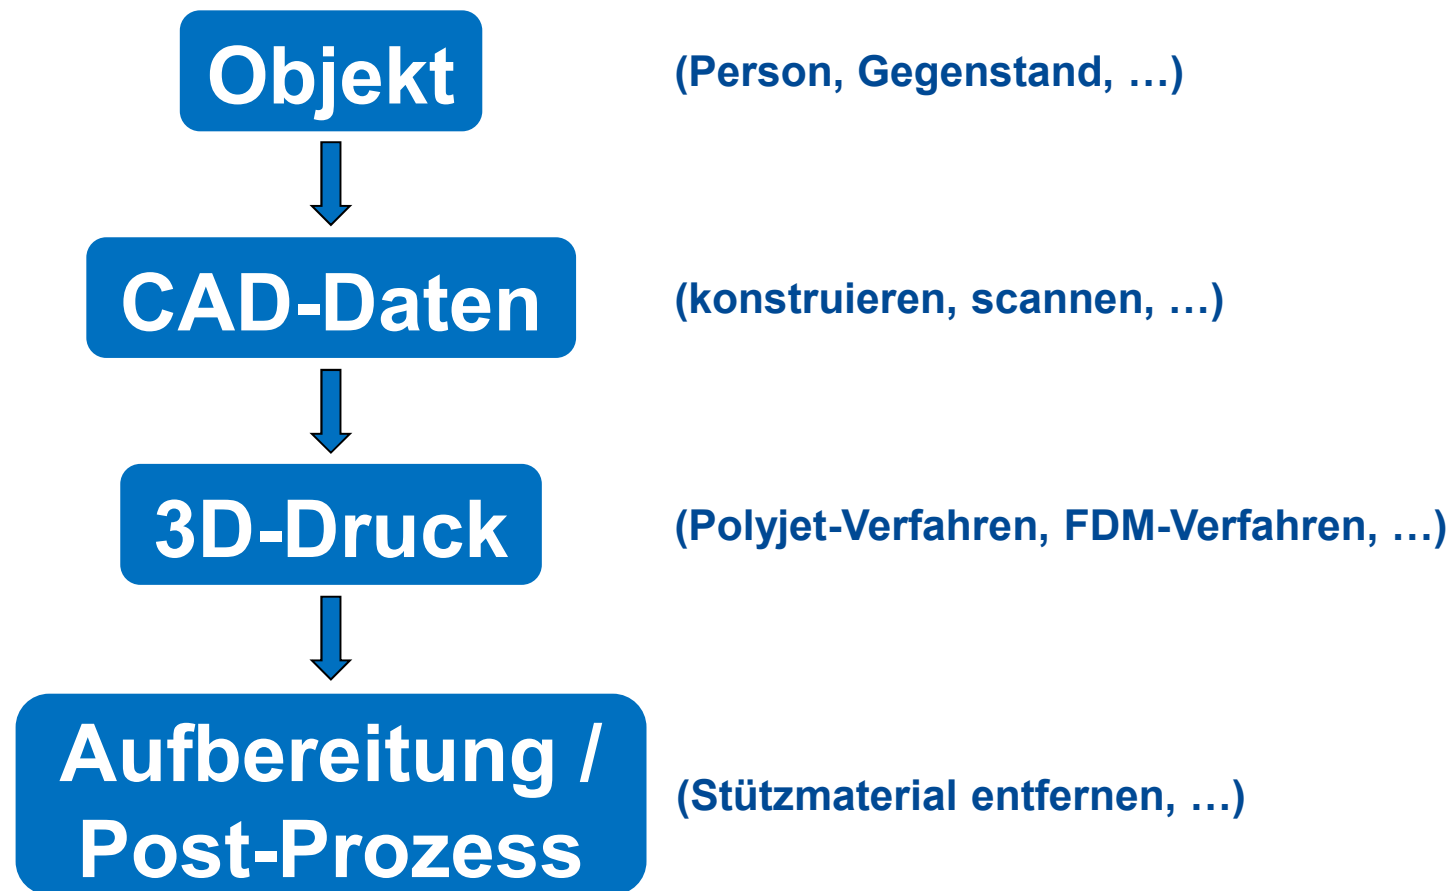 Objekt
(Person, Gegenstand, …)
CAD-Daten
(konstruieren, scannen, …)
3D-Druck
(Polyjet-Verfahren, FDM-Verfahren, …)
Aufbereitung /
Post-Prozess
(Stützmaterial entfernen, …)